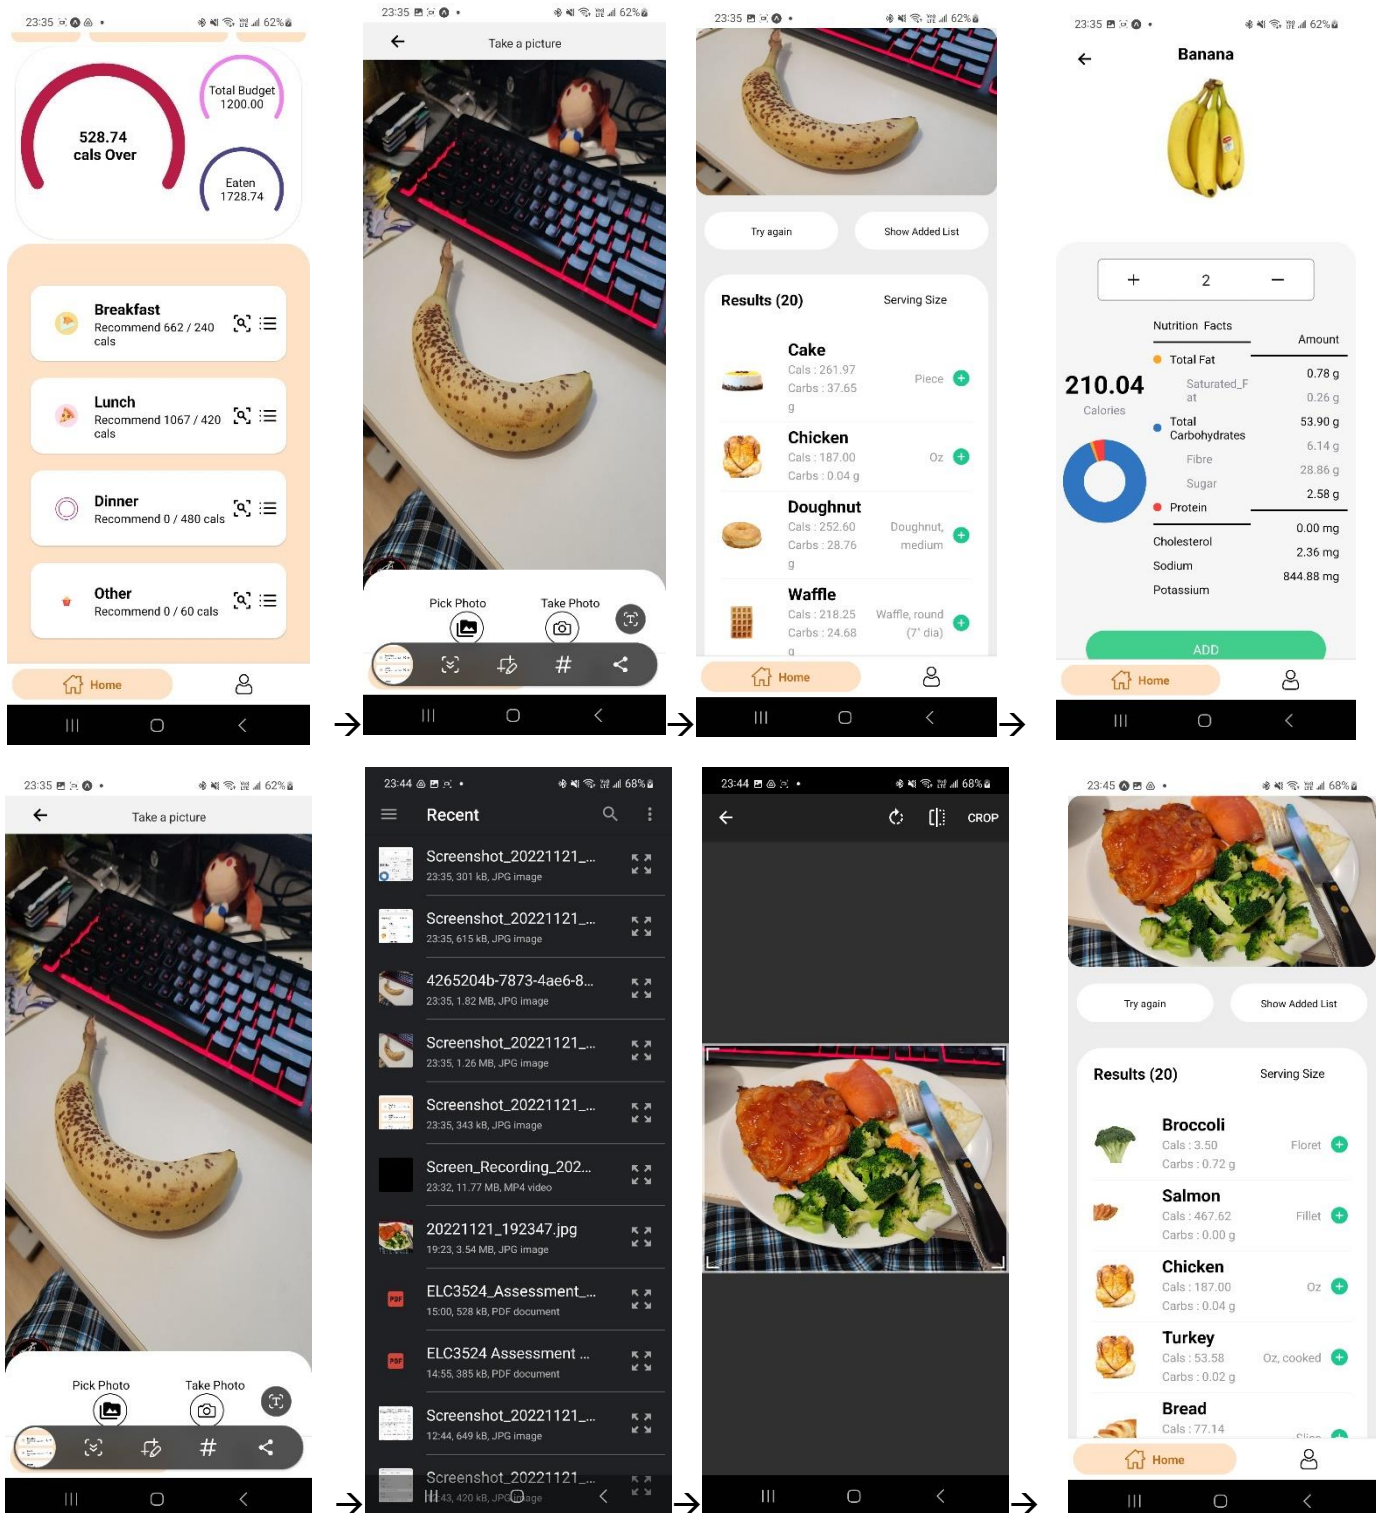 23:35
62%
528.74
cals Over
Total Budget
1200.00
Eaten
1728.74
Breakfast
Recommend 662 / 240
cals
Lunch
Recommend 1067 / 420
cals
Dinner
Recommend 0 / 480 cals
Other
Recommend 0 / 60 cals
Home
→
23:35
62%
Take a picture
Pick Photo
Take Photo
#
→
23:35
62%
Try again
Show Added List
Results (20)
Serving Size
Cake
Cals : 261.97
Carbs : 37.65
g
Piece
Chicken
Cals : 187.00
Carbs : 0.04 g
Oz
Doughnut
Cals : 252.60
Carbs : 28.76
g
Doughnut,
medium
Waffle
Cals : 218.25
Carbs : 24.68
g
Waffle, round
(7" dia)
Home
→
23:35
62%
Banana
+ 2 −
Nutrition Facts
Amount
210.04
Calories
Total Fat
0.78 g
Saturated_F
at
0.26 g
Total
Carbohydrates
53.90 g
Fibre
6.14 g
Sugar
28.86 g
Protein
2.58 g
Cholesterol
0.00 mg
Sodium
2.36 mg
Potassium
844.88 mg
ADD
Home
23:35
62%
Take a picture
Pick Photo
Take Photo
#
→
23:44
68%
Recent
Screenshot_20221121_...
23:35, 301 kB, JPG image
Screenshot_20221121_...
23:35, 615 kB, JPG image
4265204b-7873-4ae6-8...
23:35, 1.82 MB, JPG image
Screenshot_20221121_...
23:35, 1.26 MB, JPG image
Screenshot_20221121_...
23:35, 343 kB, JPG image
Screen_Recording_202...
23:32, 11.77 MB, MP4 video
20221121_192347.jpg
19:23, 3.54 MB, JPG image
PDF
ELC3524_Assessment_...
15:00, 528 kB, PDF document
PDF
ELC3524 Assessment ...
14:55, 385 kB, PDF document
Screenshot_20221121_...
12:44, 649 kB, JPG image
Screenshot_20221121_...
420 kB, JPG image
→
23:44
68%
CROP
→
23:45
68%
Try again
Show Added List
Results (20)
Serving Size
Broccoli
Cals : 3.50
Carbs : 0.72 g
Floret
Salmon
Cals : 467.62
Carbs : 0.00 g
Fillet
Chicken
Cals : 187.00
Carbs : 0.04 g
Oz
Turkey
Cals : 53.58
Carbs : 0.02 g
Oz, cooked
Bread
Cals : 77.14
Slice
Home